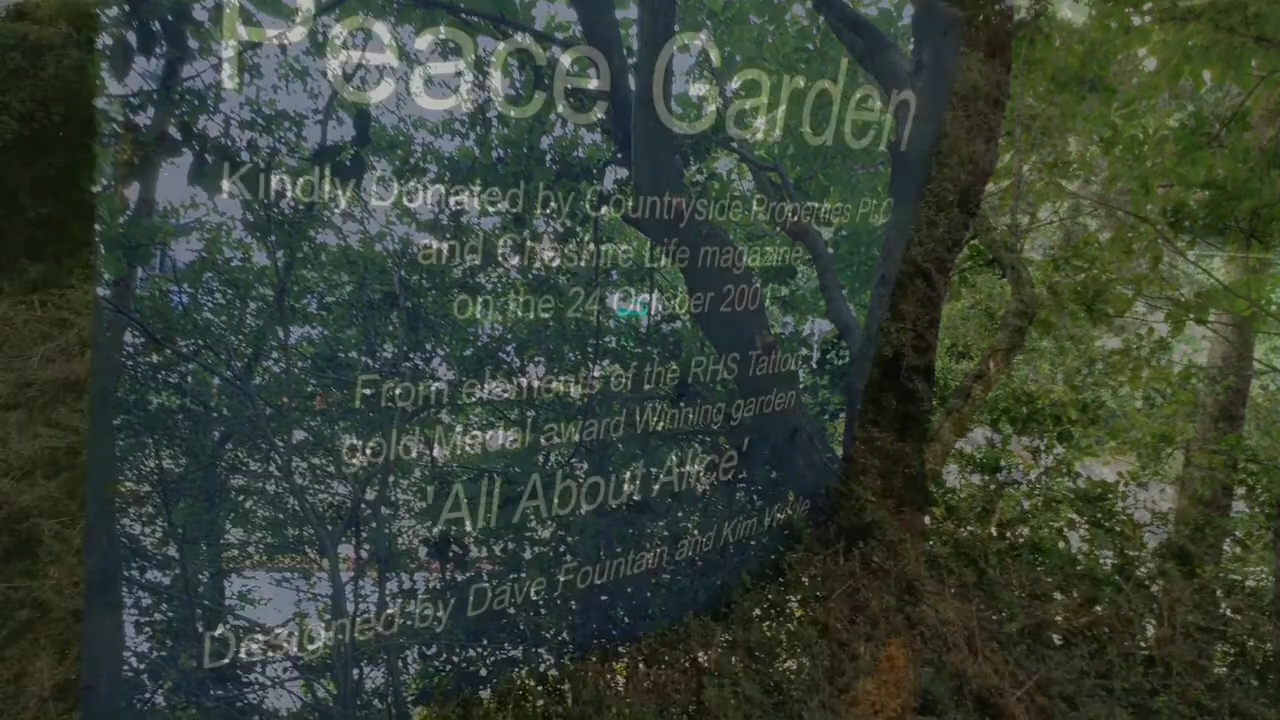 Peace Garden
Kindly Donated by Countryside Properties PLC
and Cheshire Life magazine
on the 24 October 2001
From elements of the RHS Tatton
gold Medal award Winning garden
'All About Alice'
Designed by Dave Fountain and Kim